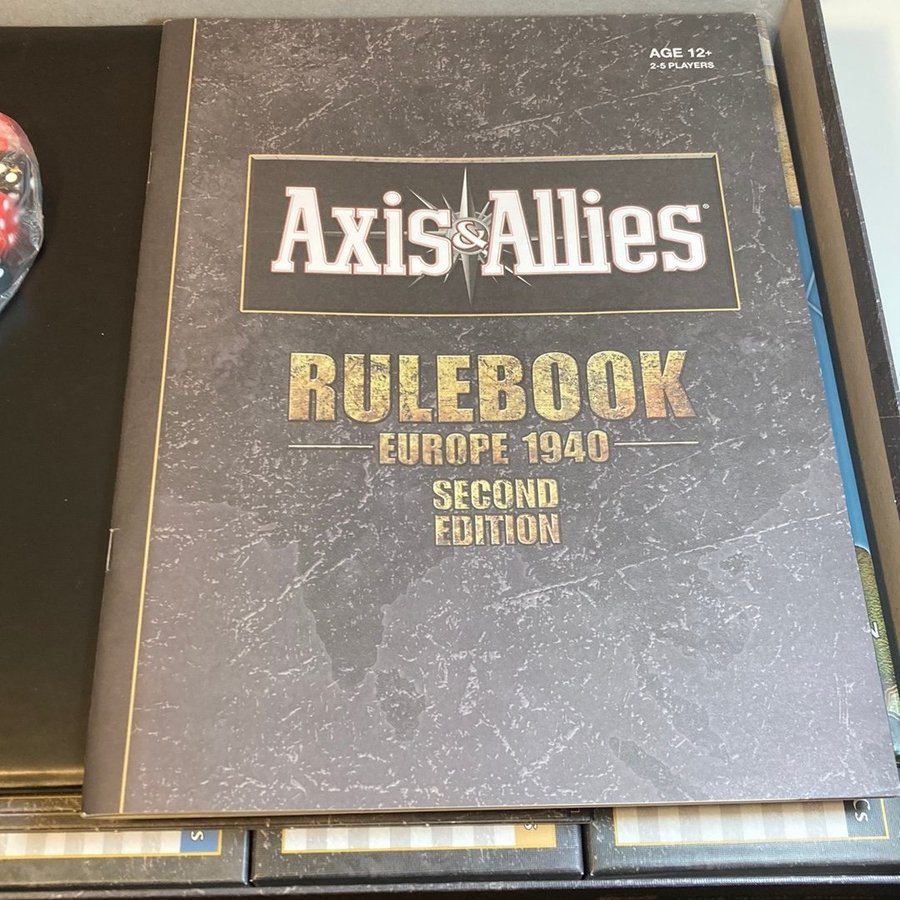 AGE 12+
2-5 PLAYERS
Axis & Allies®
RULEBOOK
EUROPE 1940
SECOND
EDITION